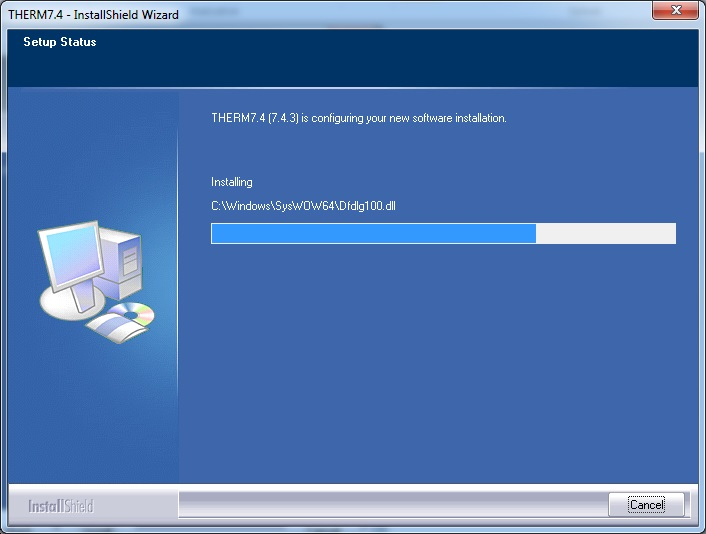 THERM7.4 - InstallShield Wizard
Setup Status
THERM7.4 (7.4.3) is configuring your new software installation.
Installing
C:\Windows\SysWOW64\Dfdlg100.dll
InstallShield
Cancel